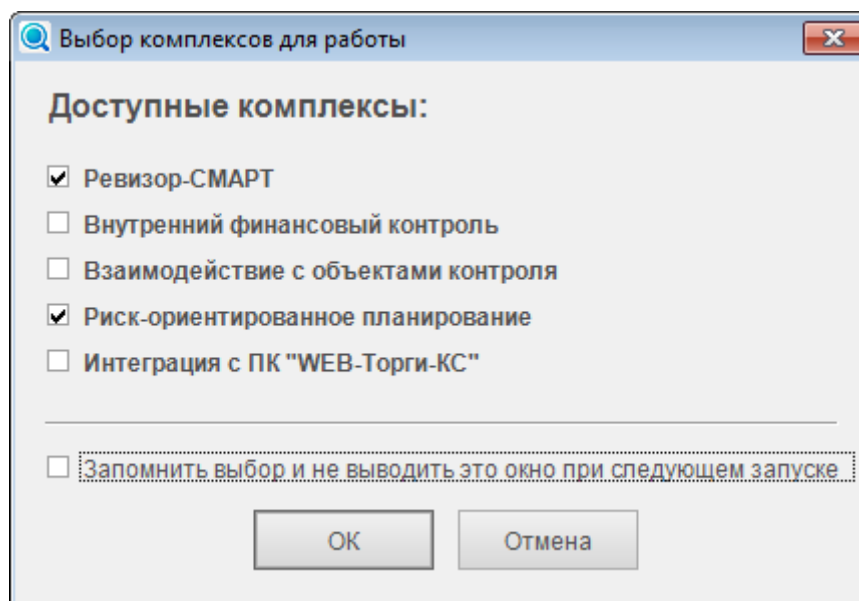 Выбор комплексов для работы
Доступные комплексы:
Ревизор-СМАРТ
Внутренний финансовый контроль
Взаимодействие с объектами контроля
Риск-ориентированное планирование
Интеграция с ПК "WEB-Торги-КС"
Запомнить выбор и не выводить это окно при следующем запуске
ОК
Отмена